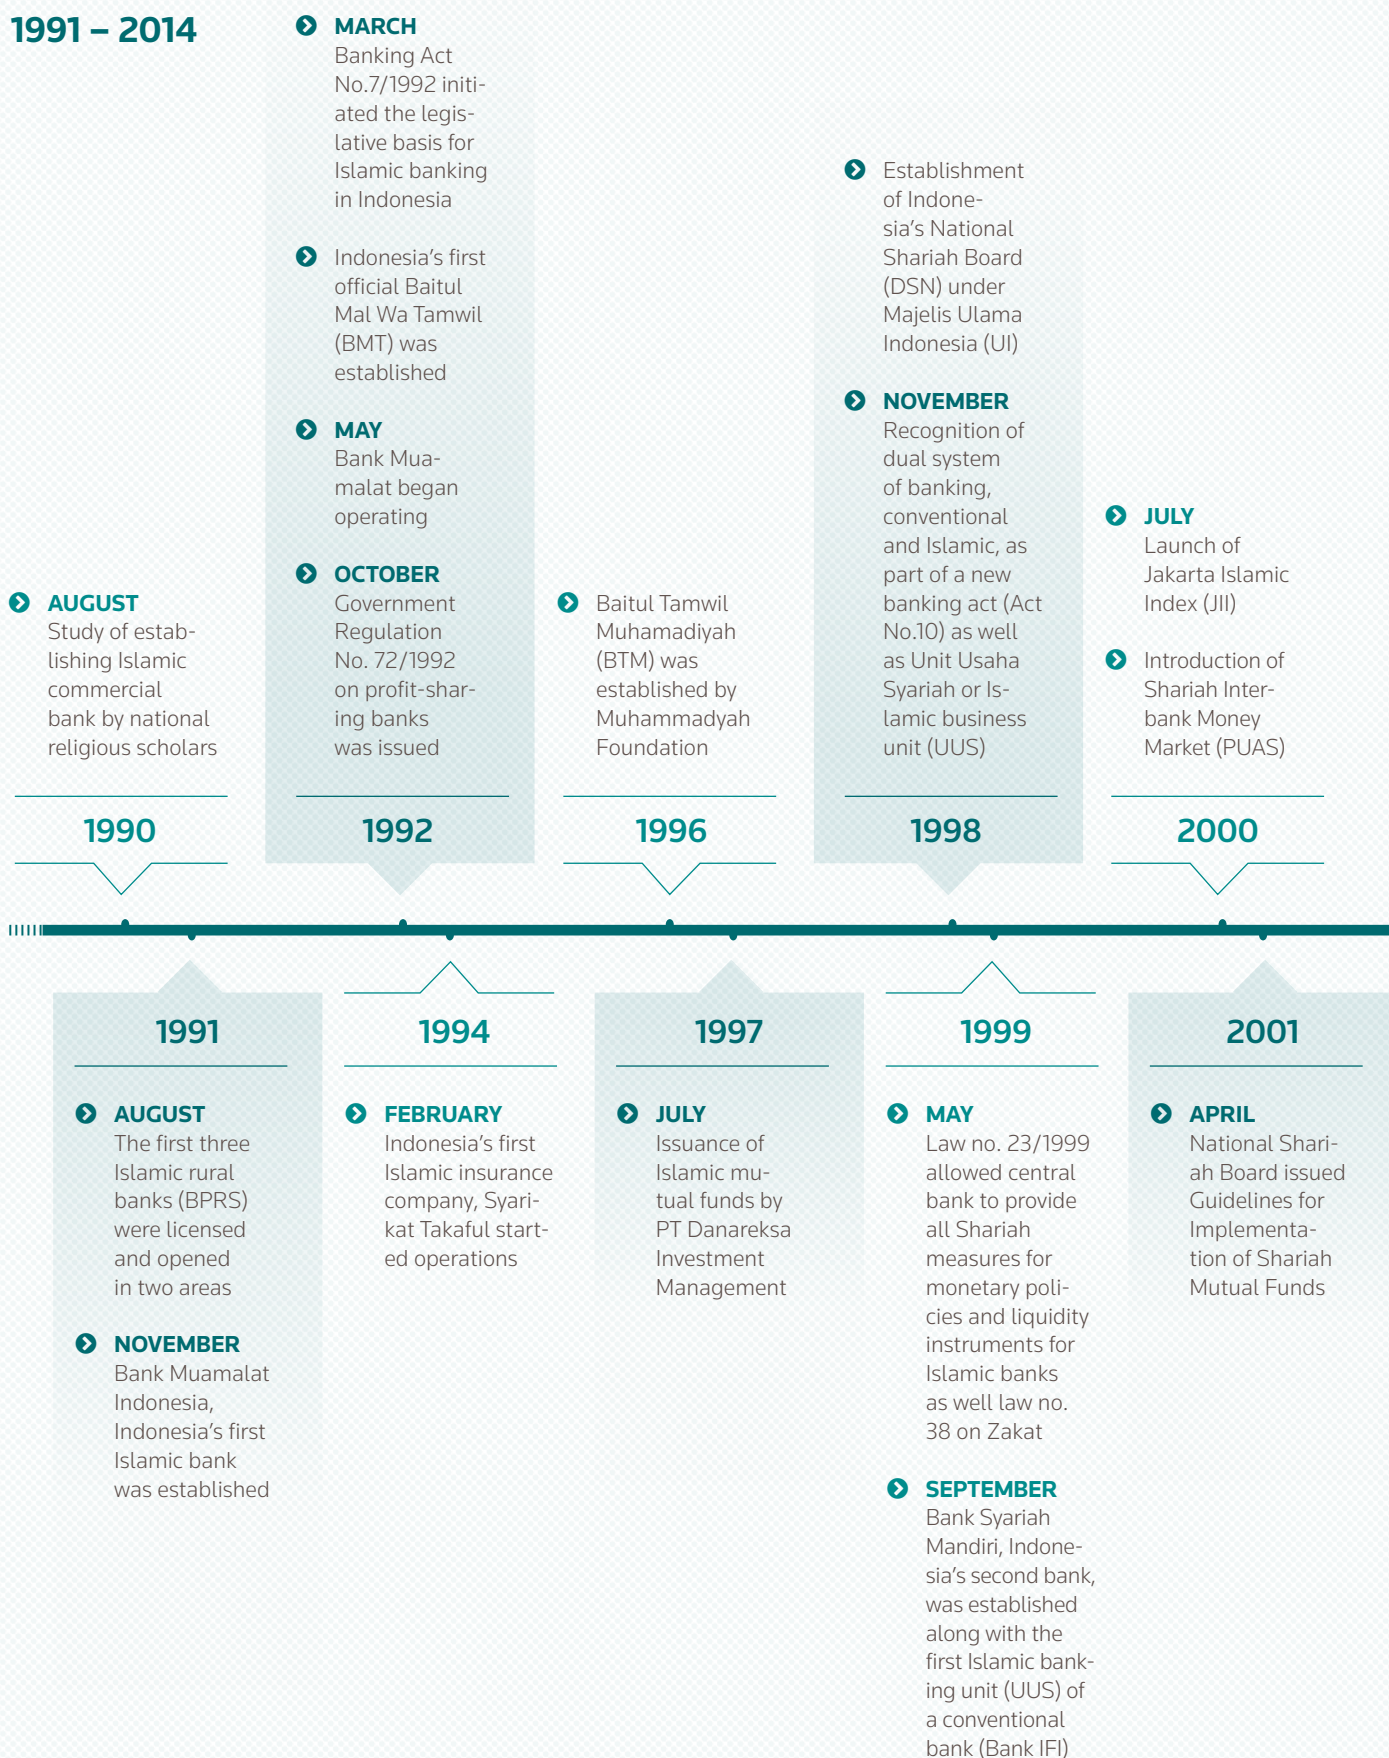 1991 – 2014
MARCH
Banking Act
No.7/1992 initi-
ated the legis-
lative basis for
Islamic banking
in Indonesia
Indonesia’s first
official Baitul
Mal Wa Tamwil
(BMT) was
established
MAY
Bank Mua-
malat began
operating
OCTOBER
Government
Regulation
No. 72/1992
on profit-shar-
ing banks
was issued
AUGUST
Study of estab-
lishing Islamic
commercial
bank by national
religious scholars
Baitul Tamwil
Muhamadiyah
(BTM) was
established by
Muhammadyah
Foundation
Establishment
of Indone-
sia’s National
Shariah Board
(DSN) under
Majelis Ulama
Indonesia (UI)
NOVEMBER
Recognition of
dual system
of banking,
conventional
and Islamic, as
part of a new
banking act (Act
No.10) as well
as Unit Usaha
Syariah or Is-
lamic business
unit (UUS)
JULY
Launch of
Jakarta Islamic
Index (JII)
Introduction of
Shariah Inter-
bank Money
Market (PUAS)
1990
1992
1996
1998
2000
1991
1994
1997
1999
2001
AUGUST
The first three
Islamic rural
banks (BPRS)
were licensed
and opened
in two areas
NOVEMBER
Bank Muamalat
Indonesia,
Indonesia’s first
Islamic bank
was established
FEBRUARY
Indonesia’s first
Islamic insurance
company, Syari-
kat Takaful start-
ed operations
JULY
Issuance of
Islamic mu-
tual funds by
PT Danareksa
Investment
Management
MAY
Law no. 23/1999
allowed central
bank to provide
all Shariah
measures for
monetary poli-
cies and liquidity
instruments for
Islamic banks
as well law no.
38 on Zakat
SEPTEMBER
Bank Syariah
Mandiri, Indone-
sia’s second bank,
was established
along with the
first Islamic bank-
ing unit (UUS) of
a conventional
bank (Bank IFI)
APRIL
National Shari-
ah Board issued
Guidelines for
Implementa-
tion of Shariah
Mutual Funds